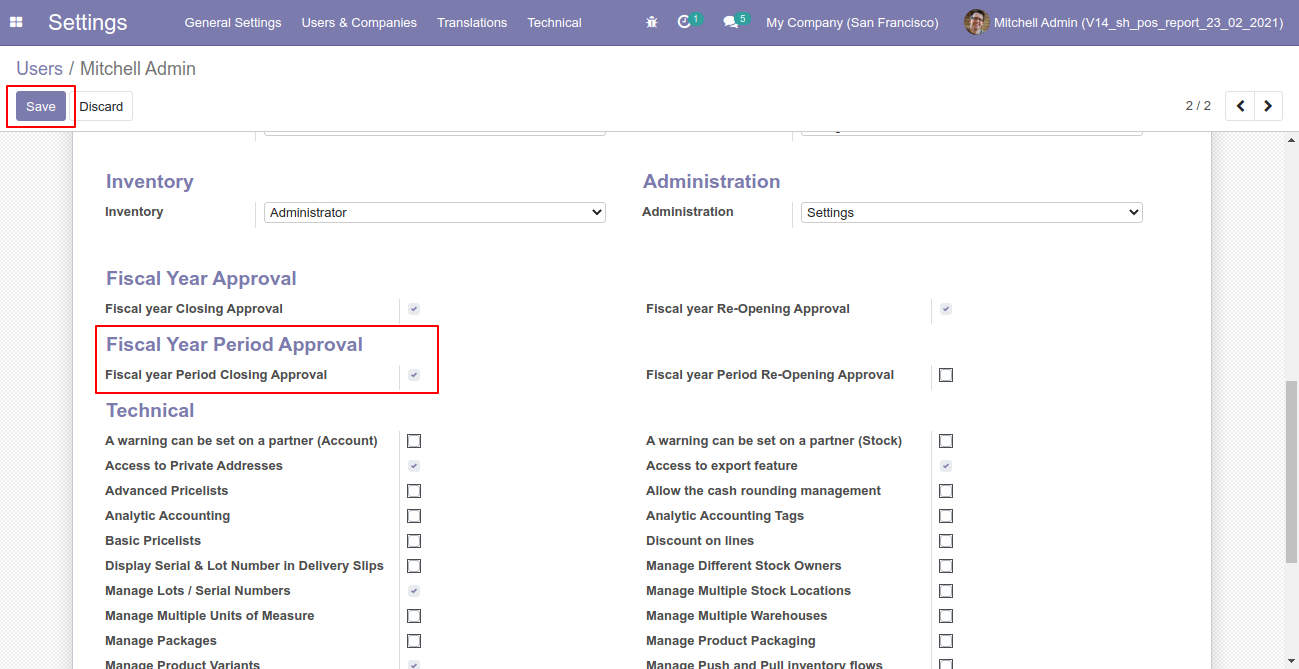 Settings General Settings Users & Companies Translations Technical 1 5 My Company (San Francisco) Mitchell Admin (V14_sh_pos_report_23_02_2021)
Users / Mitchell Admin
Save Discard 2 / 2
Inventory Administration
Inventory Administrator Administration Settings
Fiscal Year Approval
Fiscal year Closing Approval Fiscal year Re-Opening Approval
Fiscal Year Period Approval
Fiscal year Period Closing Approval Fiscal year Period Re-Opening Approval
Technical
A warning can be set on a partner (Account) A warning can be set on a partner (Stock)
Access to Private Addresses Access to export feature
Advanced Pricelists Allow the cash rounding management
Analytic Accounting Analytic Accounting Tags
Basic Pricelists Discount on lines
Display Serial & Lot Number in Delivery Slips Manage Different Stock Owners
Manage Lots / Serial Numbers Manage Multiple Stock Locations
Manage Multiple Units of Measure Manage Multiple Warehouses
Manage Packages Manage Product Packaging
Manage Product Variants Manage Push and Pull inventory flows